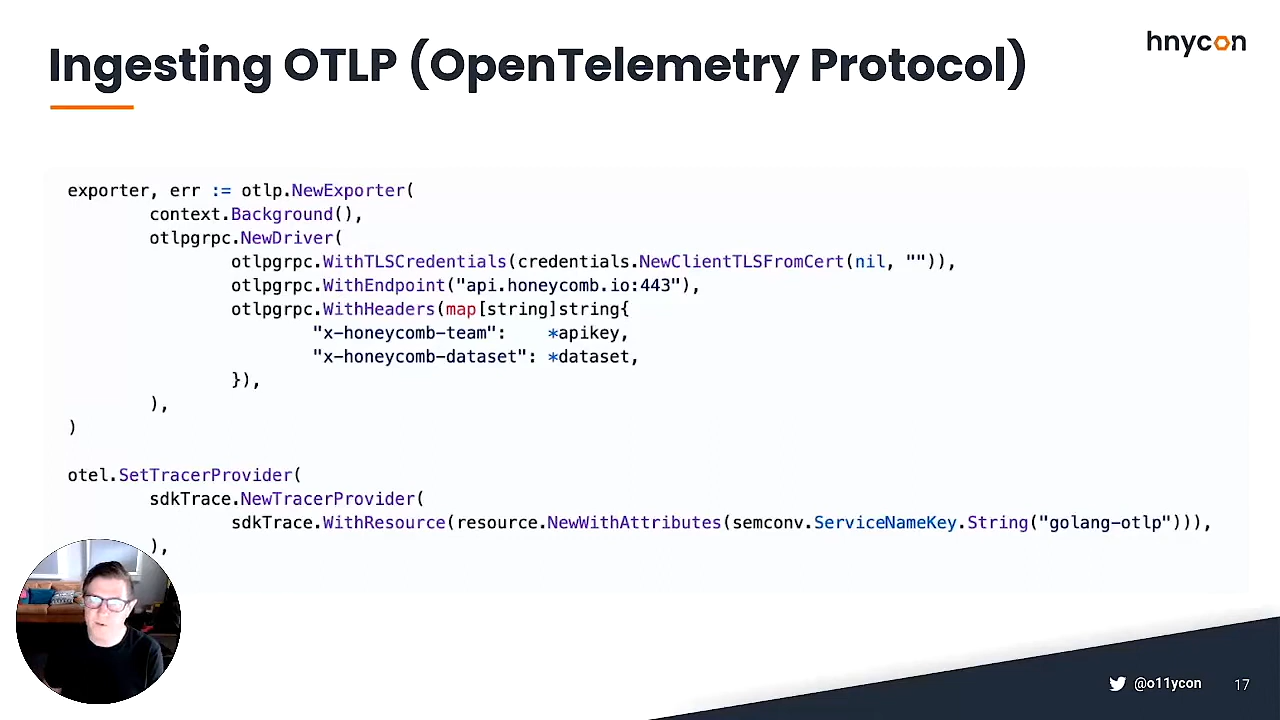 hnycon
Ingesting OTLP (OpenTelemetry Protocol)
exporter, err := otlp.NewExporter(
        context.Background(),
        otlpgrpc.NewDriver(
                otlpgrpc.WithTLSCredentials(credentials.NewClientTLSFromCert(nil, "")),
                otlpgrpc.WithEndpoint("api.honeycomb.io:443"),
                otlpgrpc.WithHeaders(map[string]string{
                        "x-honeycomb-team":    *apikey,
                        "x-honeycomb-dataset": *dataset,
                }),
        ),
)
otel.SetTracerProvider(
        sdkTrace.NewTracerProvider(
                sdkTrace.WithResource(resource.NewWithAttributes(semconv.ServiceNameKey.String("golang-otlp"))),
        ),
@o11ycon
17